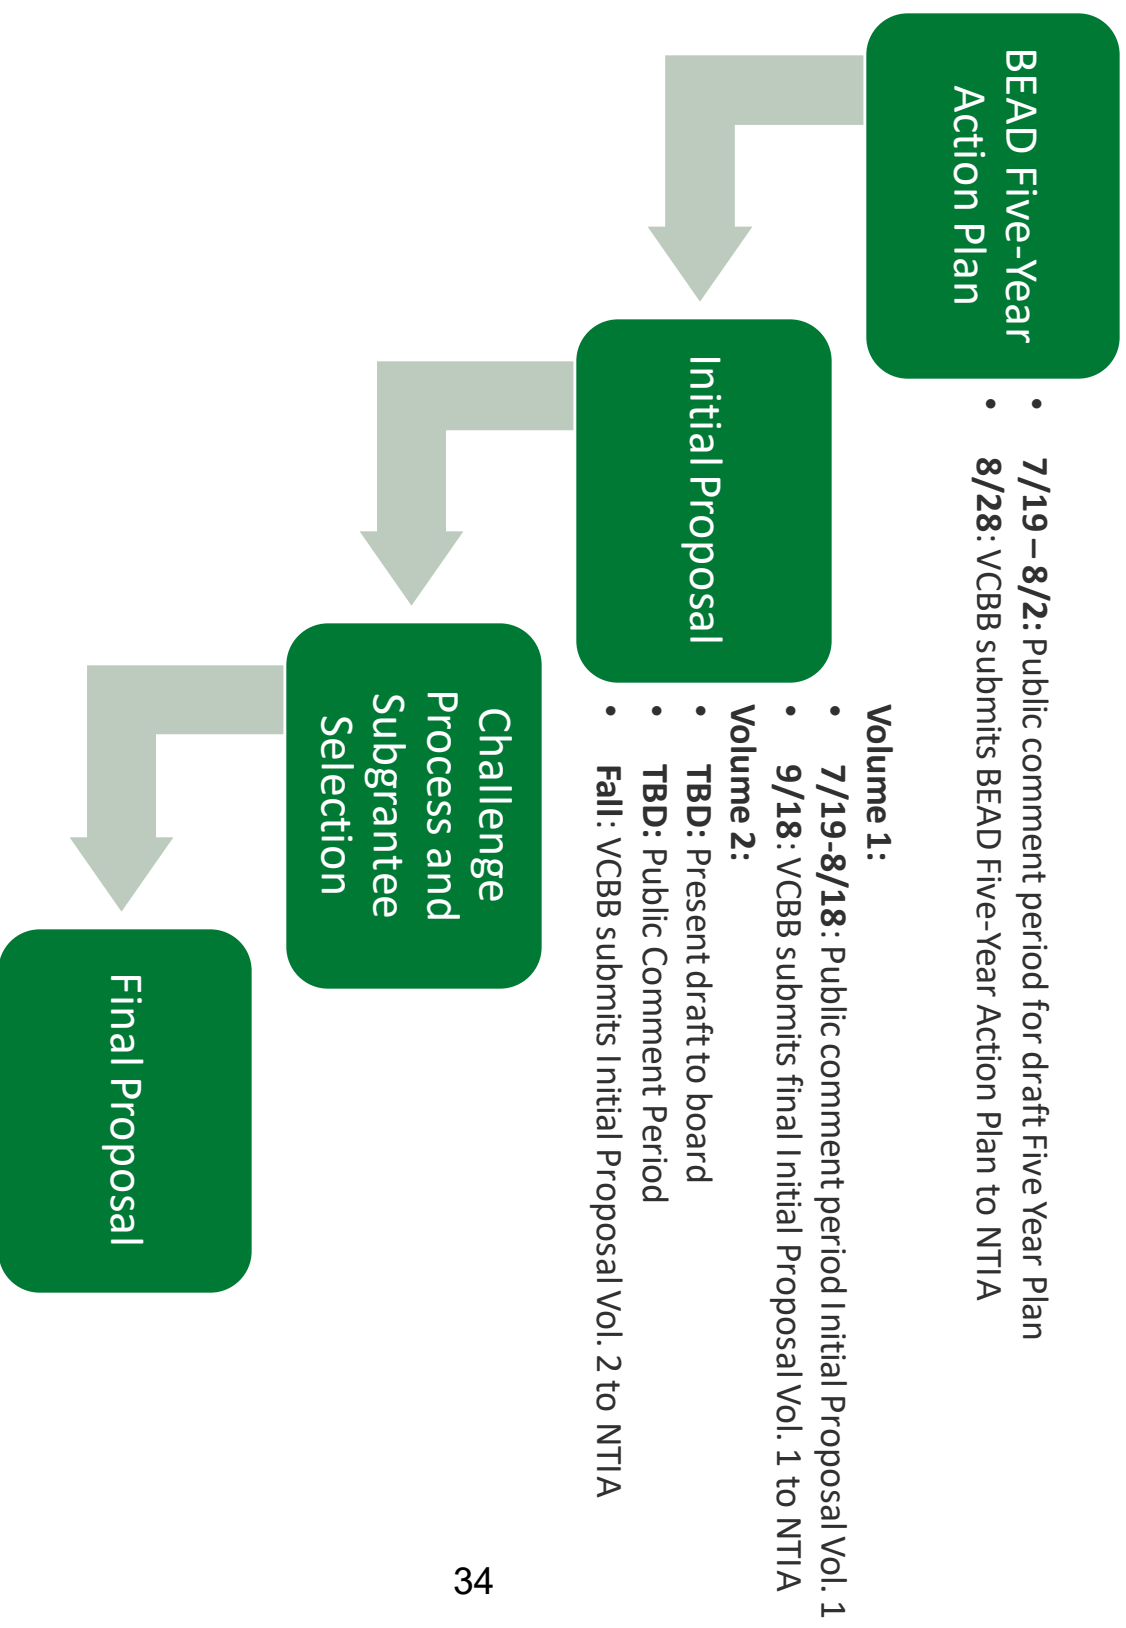 BEAD Five-Year
Action Plan
• 7/19 – 8/2: Public comment period for draft Five Year Plan
• 8/28: VCBB submits BEAD Five-Year Action Plan to NTIA
Initial Proposal
Volume 1:
• 7/19-8/18: Public comment period Initial Proposal Vol. 1
• 9/18: VCBB submits final Initial Proposal Vol. 1 to NTIA
Volume 2:
• TBD: Present draft to board
• TBD: Public Comment Period
• Fall: VCBB submits Initial Proposal Vol. 2 to NTIA
Challenge
Process and
Subgrantee
Selection
Final Proposal
34